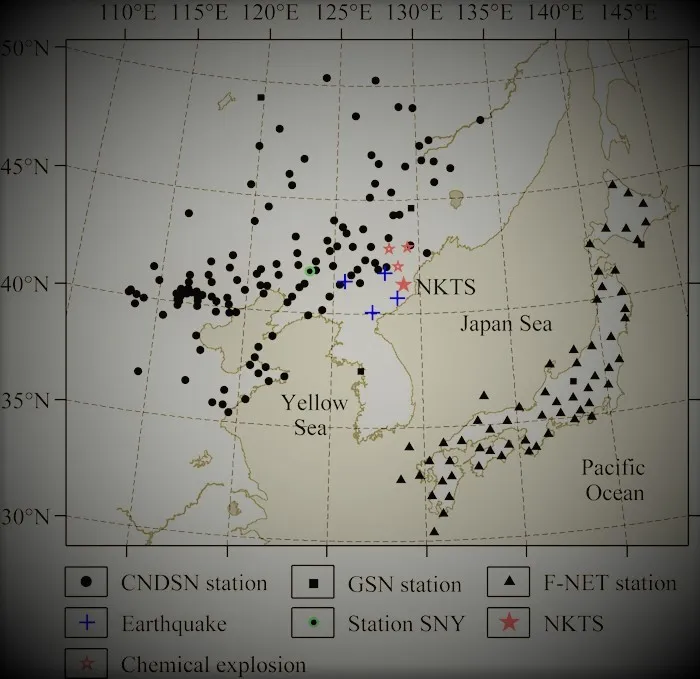 110°E 115°E 120°E 125°E 130°E 135°E 140°E 145°E
50°N
45°N
40°N
NKTS
Japan Sea
35°N
Yellow
Sea
Pacific
Ocean
30°N
CNDSN station GSN station F-NET station
Earthquake Station SNY NKTS
Chemical explosion